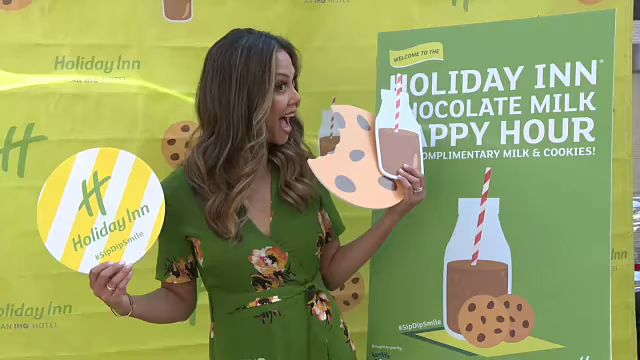 Holiday Inn
AN IHG HOTEL
WELCOME TO THE
HOLIDAY INN®
CHOCOLATE MILK
HAPPY HOUR
COMPLIMENTARY MILK & COOKIES!
H
H
Holiday Inn
#SipDipSmile
Holiday Inn
AN IHG HOTEL
#SipDipSmile